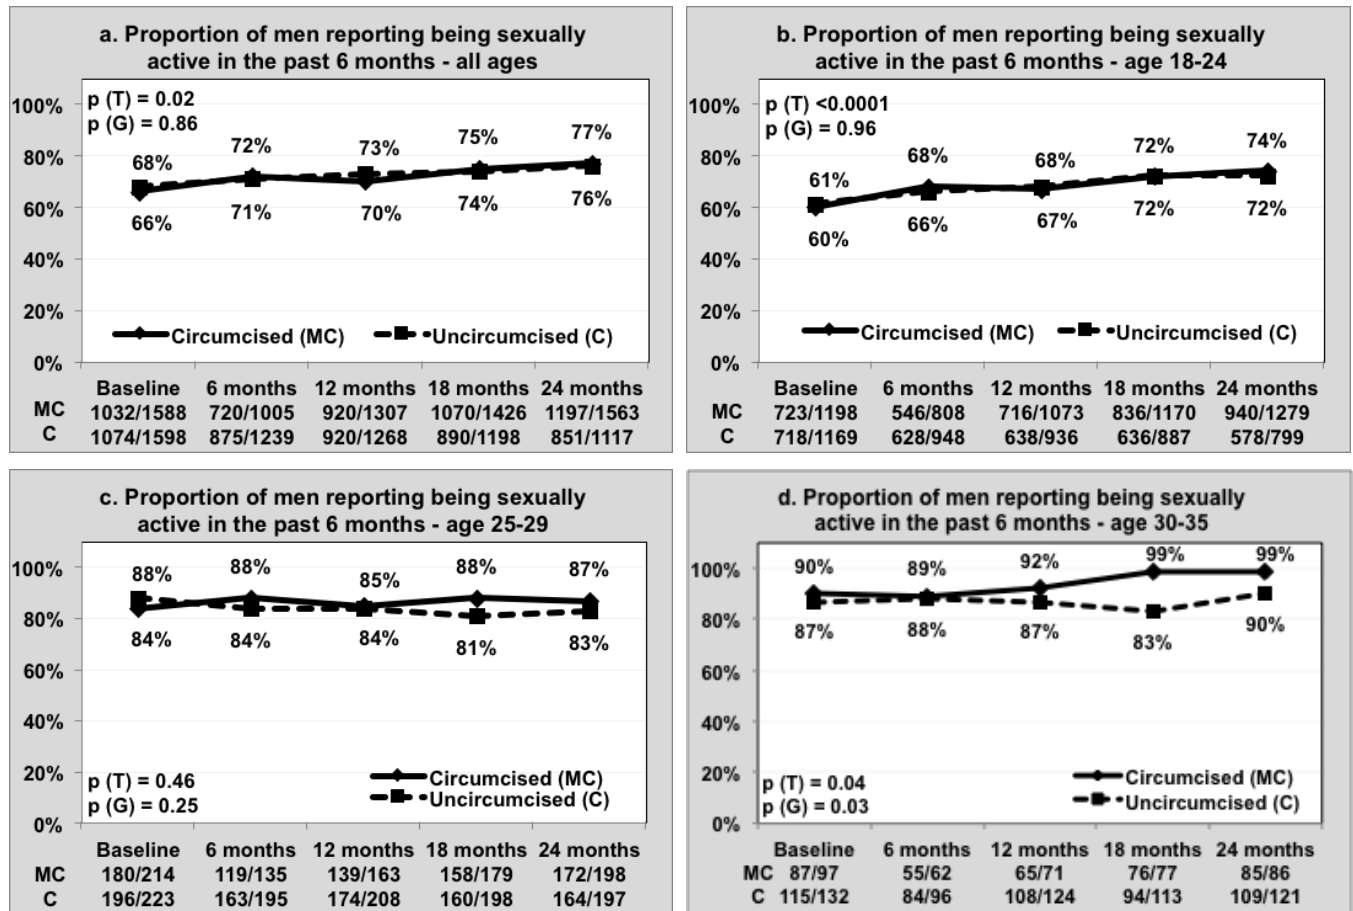 a. Proportion of men reporting being sexually
active in the past 6 months - all ages
p (T) = 0.02
p (G) = 0.86
100%
80%
60%
40%
20%
0%
68%
72%
73%
75%
77%
66%
71%
70%
74%
76%
Circumcised (MC)
Uncircumcised (C)
Baseline 6 months 12 months 18 months 24 months
MC 1032/1588 720/1005 920/1307 1070/1426 1197/1563
C 1074/1598 875/1239 920/1268 890/1198 851/1117
b. Proportion of men reporting being sexually
active in the past 6 months - age 18-24
p (T) <0.0001
p (G) = 0.96
100%
80%
60%
40%
20%
0%
61%
68%
68%
72%
74%
60%
66%
67%
72%
72%
Circumcised (MC)
Uncircumcised (C)
Baseline 6 months 12 months 18 months 24 months
MC 723/1198 546/808 716/1073 836/1170 940/1279
C 718/1169 628/948 638/936 636/887 578/799
c. Proportion of men reporting being sexually
active in the past 6 months - age 25-29
100%
80%
60%
40%
20%
0%
88%
88%
85%
88%
87%
84%
84%
84%
81%
83%
p (T) = 0.46
p (G) = 0.25
Circumcised (MC)
Uncircumcised (C)
Baseline 6 months 12 months 18 months 24 months
MC 180/214 119/135 139/163 158/179 172/198
C 196/223 163/195 174/208 160/198 164/197
d. Proportion of men reporting being sexually
active in the past 6 months - age 30-35
100%
80%
60%
40%
20%
0%
90%
89%
92%
99%
99%
87%
88%
87%
83%
90%
p (T) = 0.04
p (G) = 0.03
Circumcised (MC)
Uncircumcised (C)
Baseline 6 months 12 months 18 months 24 months
MC 87/97 55/62 65/71 76/77 85/86
C 115/132 84/96 108/124 94/113 109/121